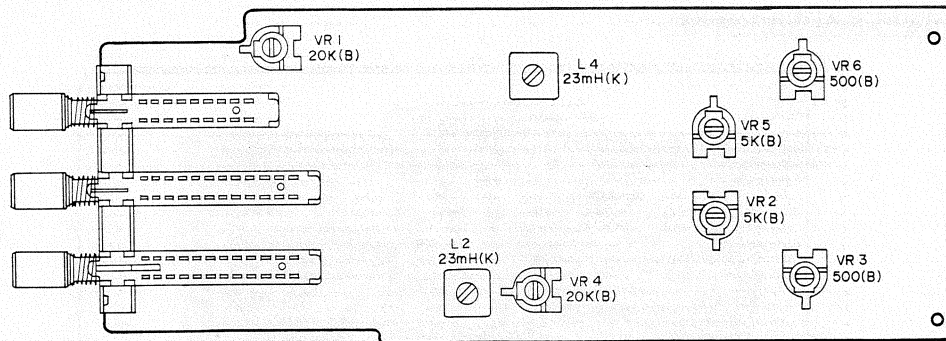 VR 1
20K(B)
L 4
23mH(K)
VR 6
500(B)
VR 5
5K(B)
VR 2
5K(B)
L 2
23mH(K)
VR 4
20K(B)
VR 3
500(B)